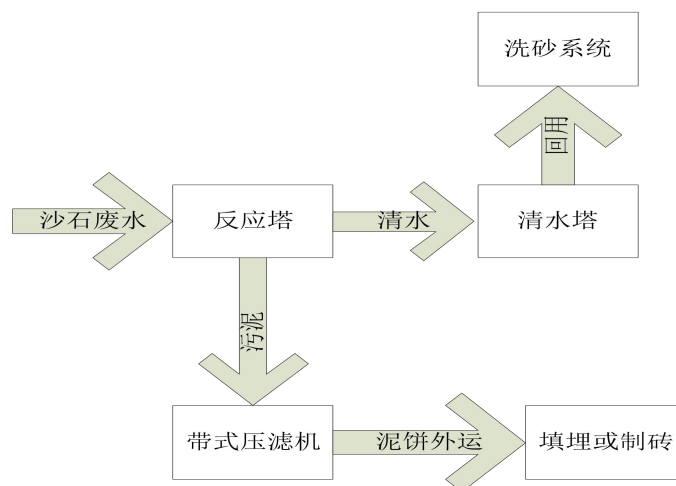 洗砂系统
回用
沙石废水
反应塔
清水
清水塔
污泥
带式压滤机
泥饼外运
填埋或制砖